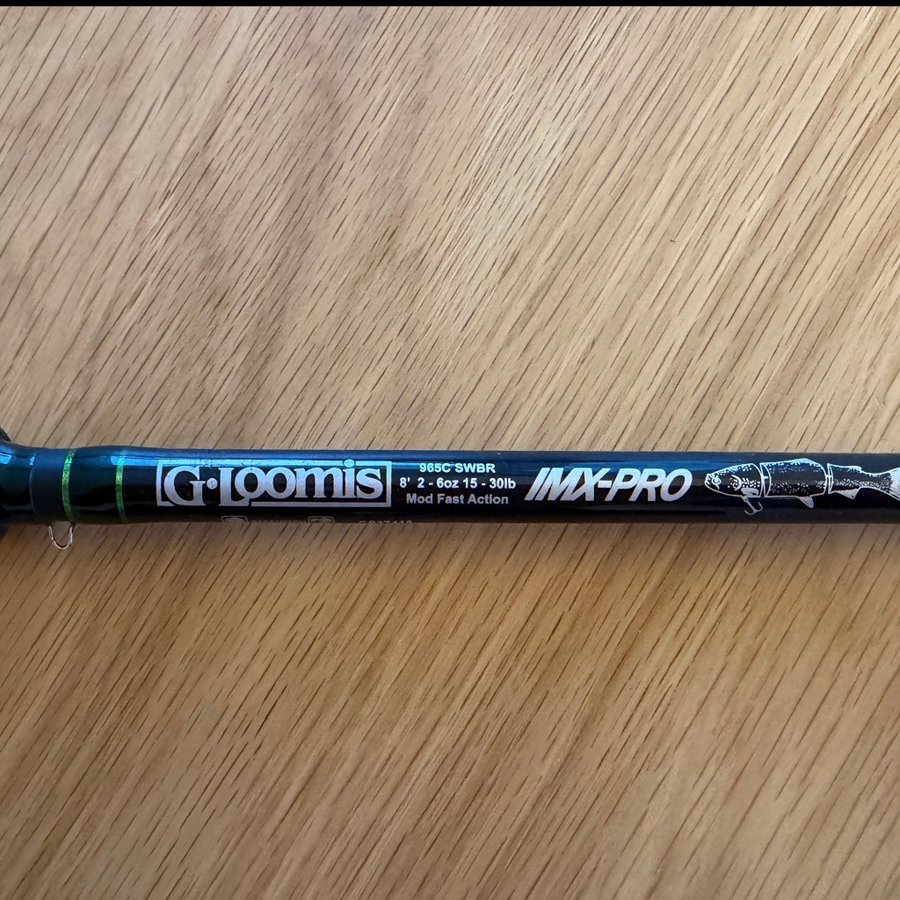 G•Loomis
965C SWBR
8' 2 - 6oz 15 - 30lb
Mod Fast Action
IMX-PRO